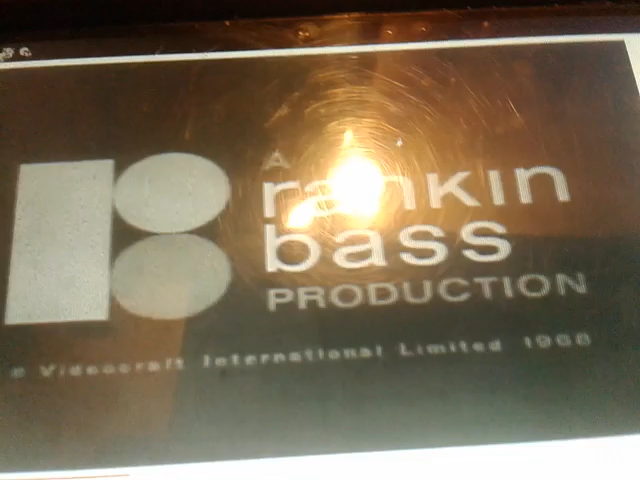 A
rankin
bass
PRODUCTION
© Videocraft International Limited 1968